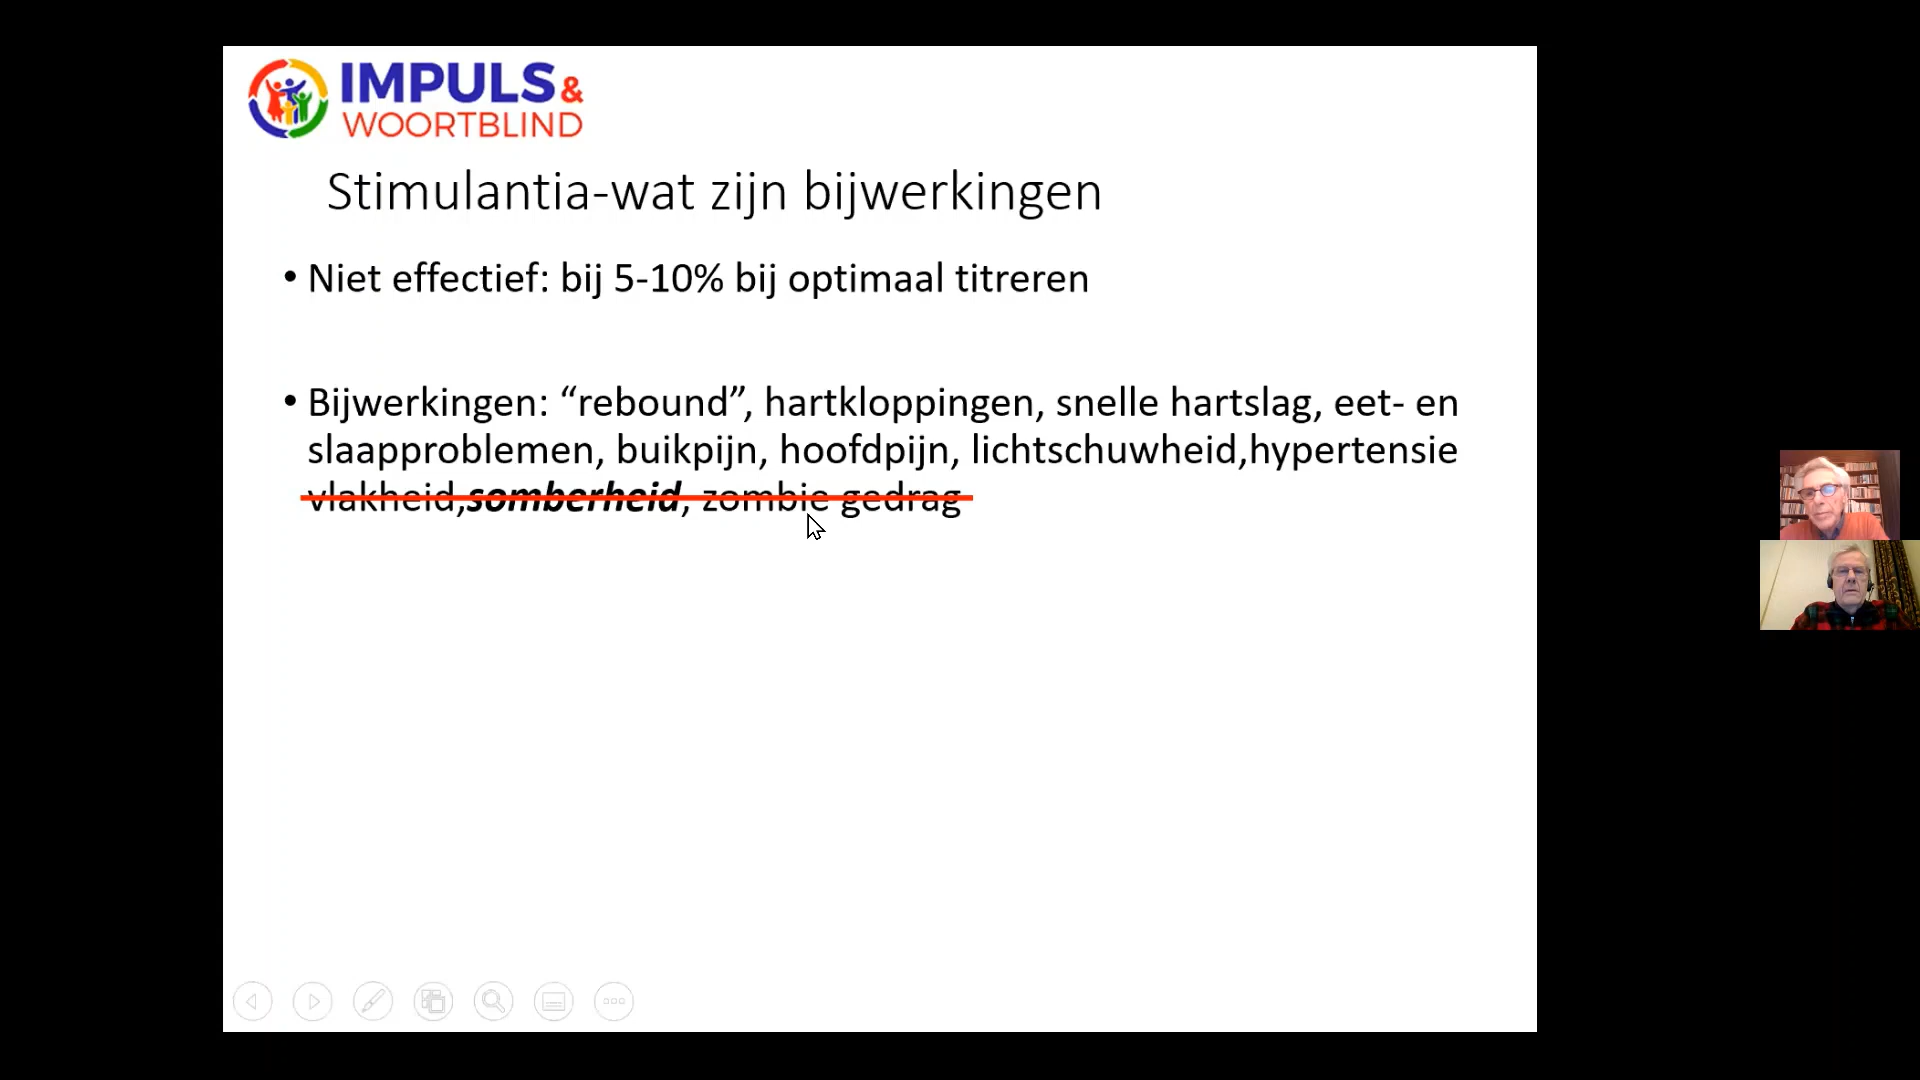 IMPULS &
WOORTBLIND
Stimulantia-wat zijn bijwerkingen
• Niet effectief: bij 5-10% bij optimaal titreren
• Bijwerkingen: “rebound”, hartkloppingen, snelle hartslag, eet- en
slaapproblemen, buikpijn, hoofdpijn, lichtschuwheid,hypertensie
vlakheid,somberheid, zombie gedrag